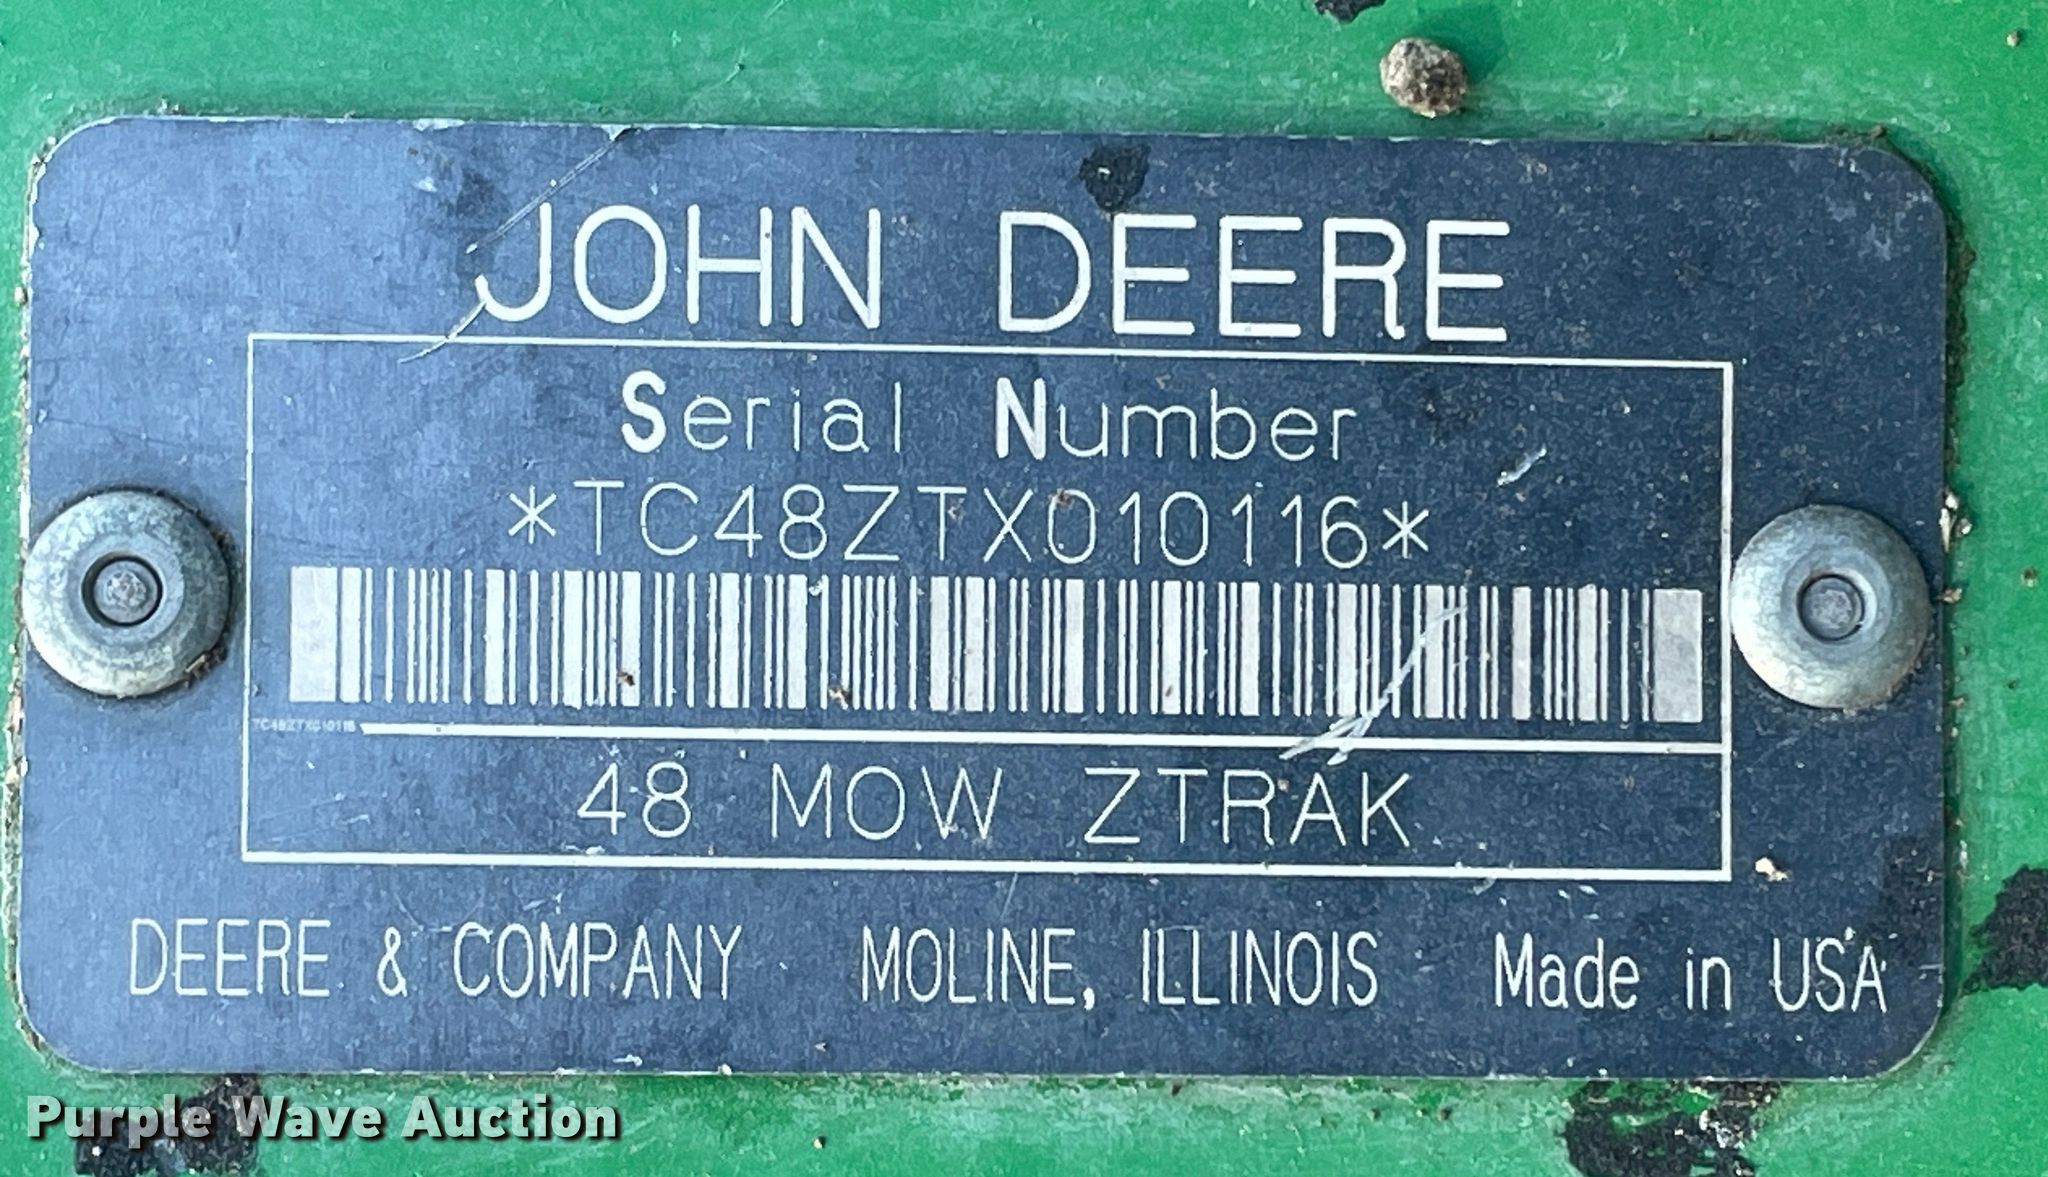 JOHN DEERE
Serial Number
*TC48ZTX010116*
TC48ZTX010116
48 MOW ZTRAK
DEERE & COMPANY MOLINE, ILLINOIS Made in USA
Purple Wave Auction